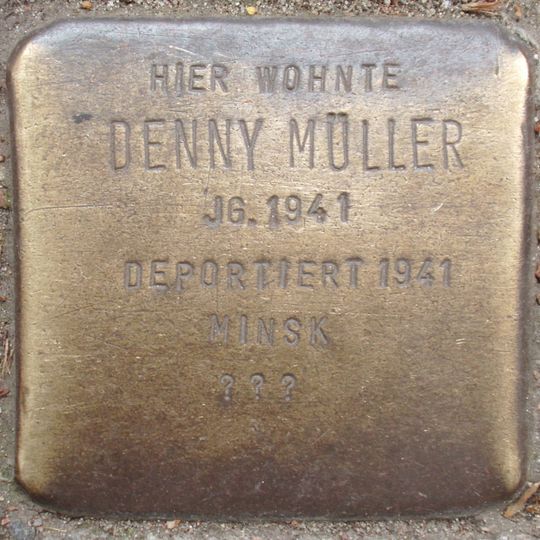 HIER WOHNTE
DENNY MÜLLER
JG. 1941
DEPORTIERT 1941
MINSK
???